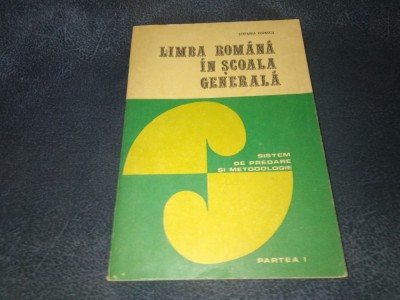 LIMBA ROMÂNĂ
ÎN ȘCOALA
GENERALĂ
SISTEM
DE PREDARE
ȘI METODOLOGIE
PARTEA I